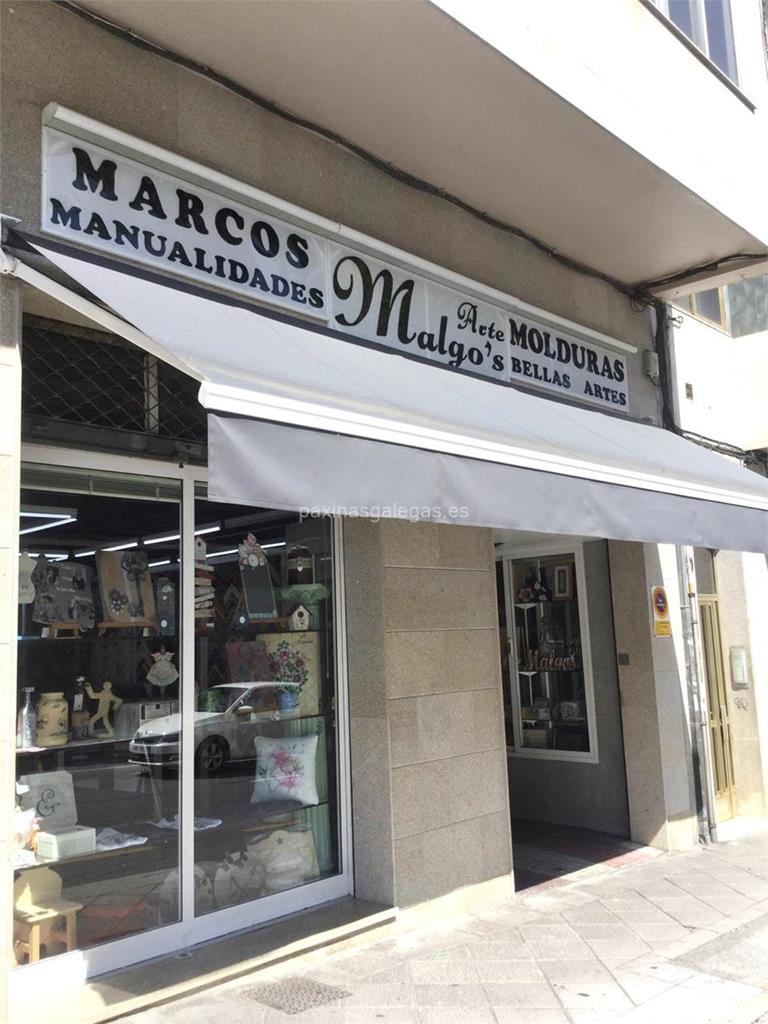 MARCOS
MANUALIDADES
Malgo's
Arte
MOLDURAS
BELLAS ARTES
paxinasgalegas.es
Malgo's
&